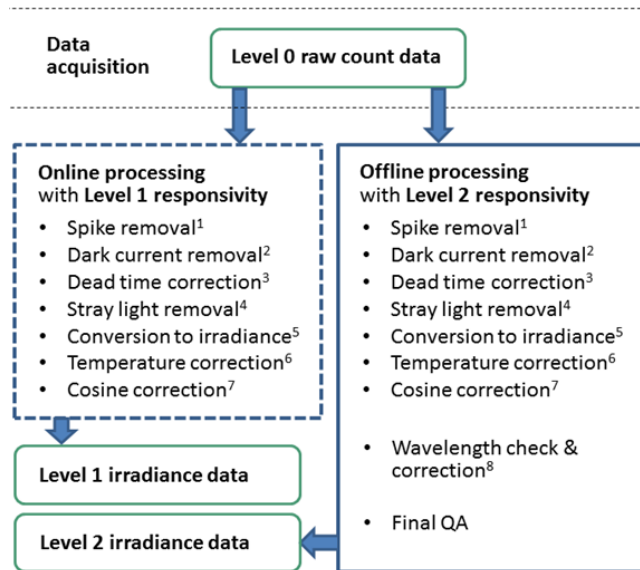 Data
acquisition
Level 0 raw count data
Online processing
with Level 1 responsivity
• Spike removal¹
• Dark current removal²
• Dead time correction³
• Stray light removal⁴
• Conversion to irradiance⁵
• Temperature correction⁶
• Cosine correction⁷
Level 1 irradiance data
Level 2 irradiance data
Offline processing
with Level 2 responsivity
• Spike removal¹
• Dark current removal²
• Dead time correction³
• Stray light removal⁴
• Conversion to irradiance⁵
• Temperature correction⁶
• Cosine correction⁷
• Wavelength check &
correction⁸
• Final QA